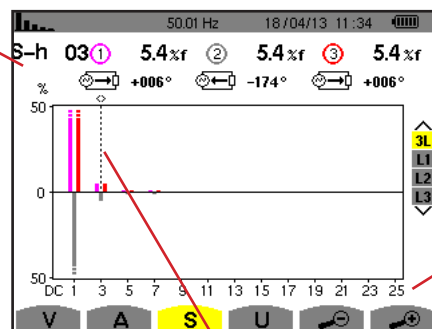 50.01 Hz 18/04/13 11:34
S-h 03 1 5.4%f 2 5.4%f 3 5.4%f
+006° -174° +006°
%
50
3L
L1
L2
L3
0
50
DC 1 3 5 7 9 11 13 15 17 19 21 23 25
V A S U